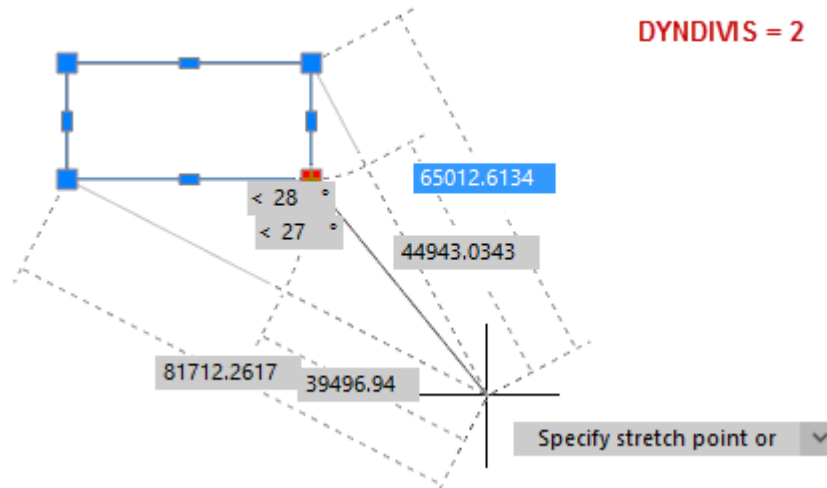 DYNDIVIS = 2
65012.6134
< 28 °
< 27 °
44943.0343
81712.2617
39496.94
Specify stretch point or